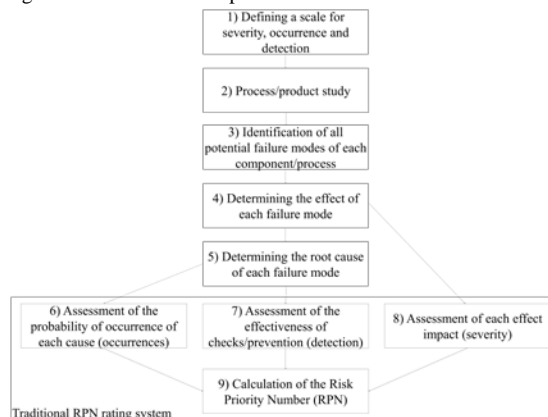 1) Defining a scale for
severity, occurrence and
detection
2) Process/product study
3) Identification of all
potential failure modes of each
component/process
4) Determining the effect of
each failure mode
5) Determining the root cause
of each failure mode
6) Assessment of the
probability of occurrence of
each cause (occurrences)
7) Assessment of the
effectiveness of
checks/prevention (detection)
8) Assessment of each effect
impact (severity)
9) Calculation of the Risk
Priority Number (RPN)
Traditional RPN rating system